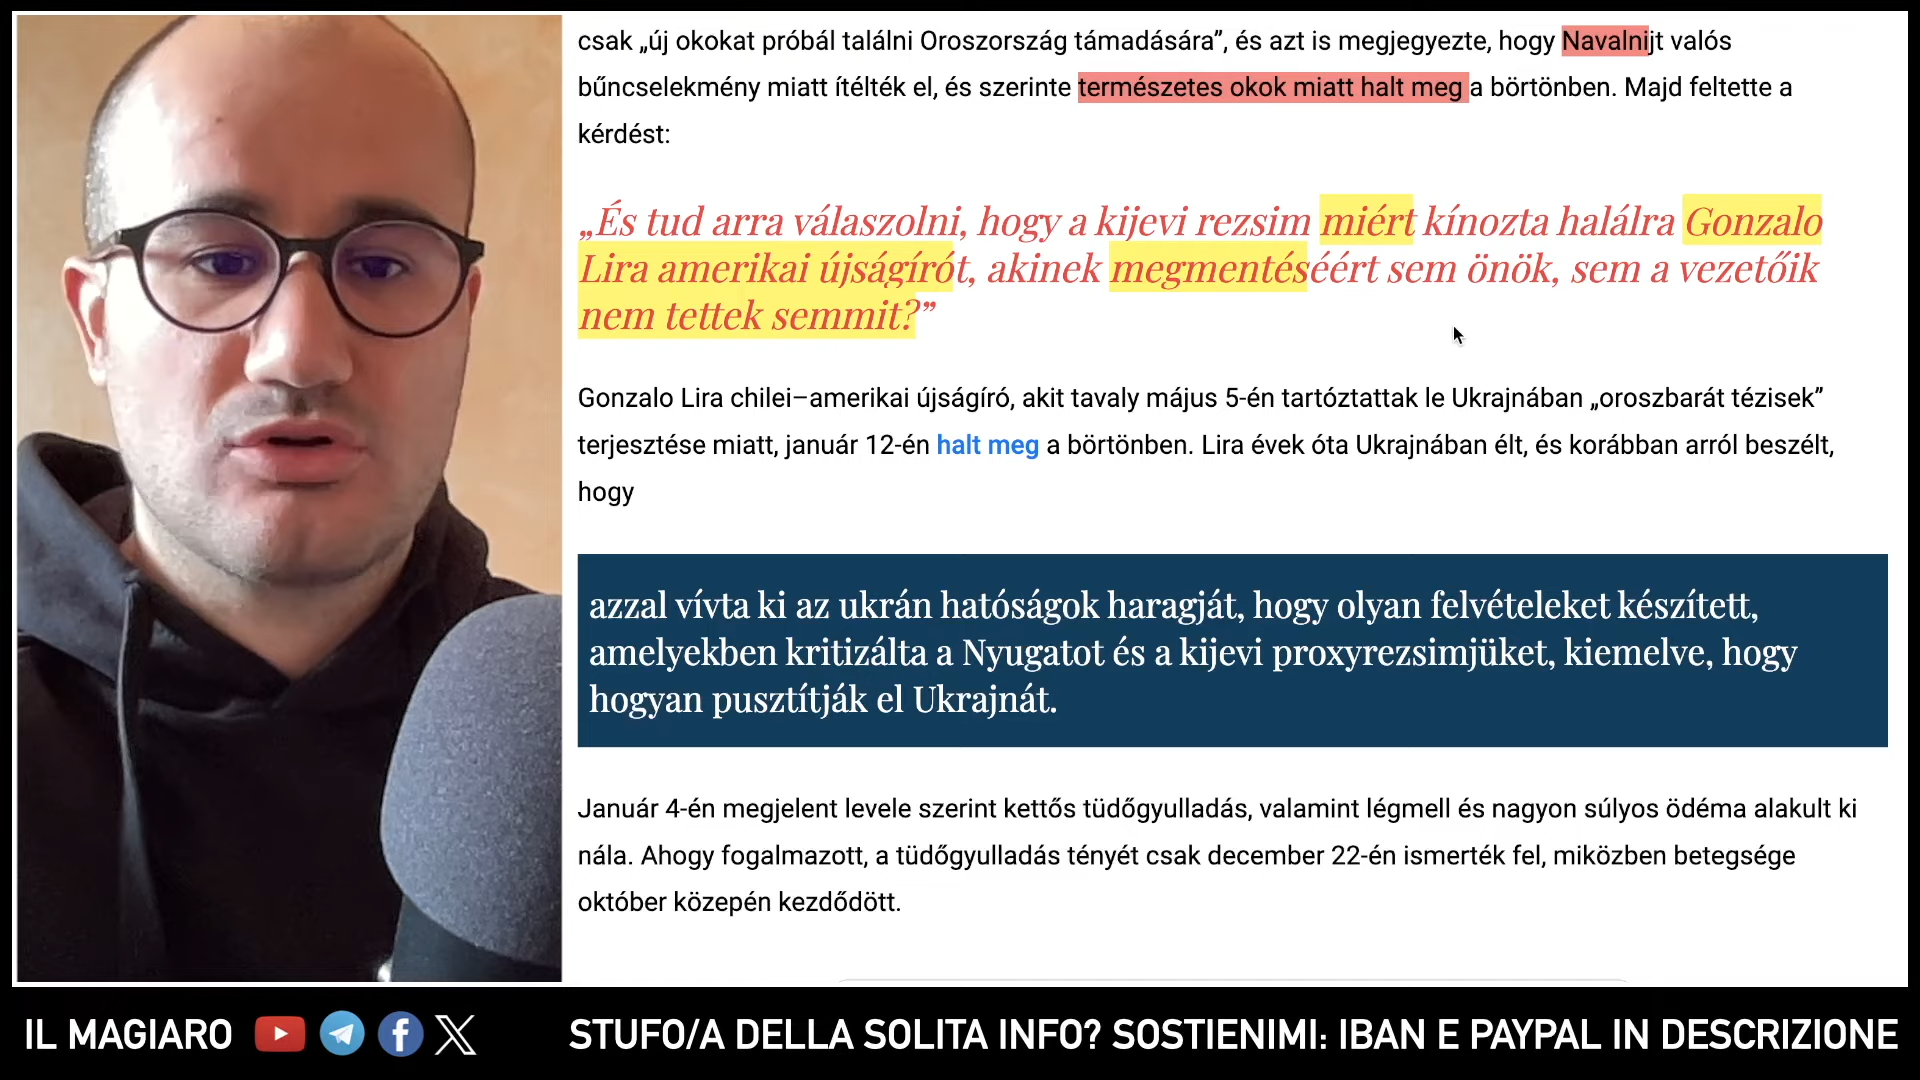 csak „új okokat próbál találni Oroszország támadására”, és azt is megjegyezte, hogy Navalnijt valós
bűncselekmény miatt ítélték el, és szerinte természetes okok miatt halt meg a börtönben. Majd feltette a
kérdést:
„És tud arra válaszolni, hogy a kijevi rezsim miért kínozta halálra Gonzalo
Lira amerikai újságírót, akinek megmentéséért sem önök, sem a vezetőik
nem tettek semmit?”
Gonzalo Lira chilei–amerikai újságíró, akit tavaly május 5-én tartóztattak le Ukrajnában „oroszbarát tézisek”
terjesztése miatt, január 12-én halt meg a börtönben. Lira évek óta Ukrajnában élt, és korábban arról beszélt,
hogy
azzal vívta ki az ukrán hatóságok haragját, hogy olyan felvételeket készített,
amelyekben kritizálta a Nyugatot és a kijevi proxyrezsimjüket, kiemelve, hogy
hogyan pusztítják el Ukrajnát.
Január 4-én megjelent levele szerint kettős tüdőgyulladás, valamint légmell és nagyon súlyos ödéma alakult ki
nála. Ahogy fogalmazott, a tüdőgyulladás tényét csak december 22-én ismerték fel, miközben betegsége
október közepén kezdődött.
IL MAGIARO
STUFO/A DELLA SOLITA INFO? SOSTIENIMI: IBAN E PAYPAL IN DESCRIZIONE